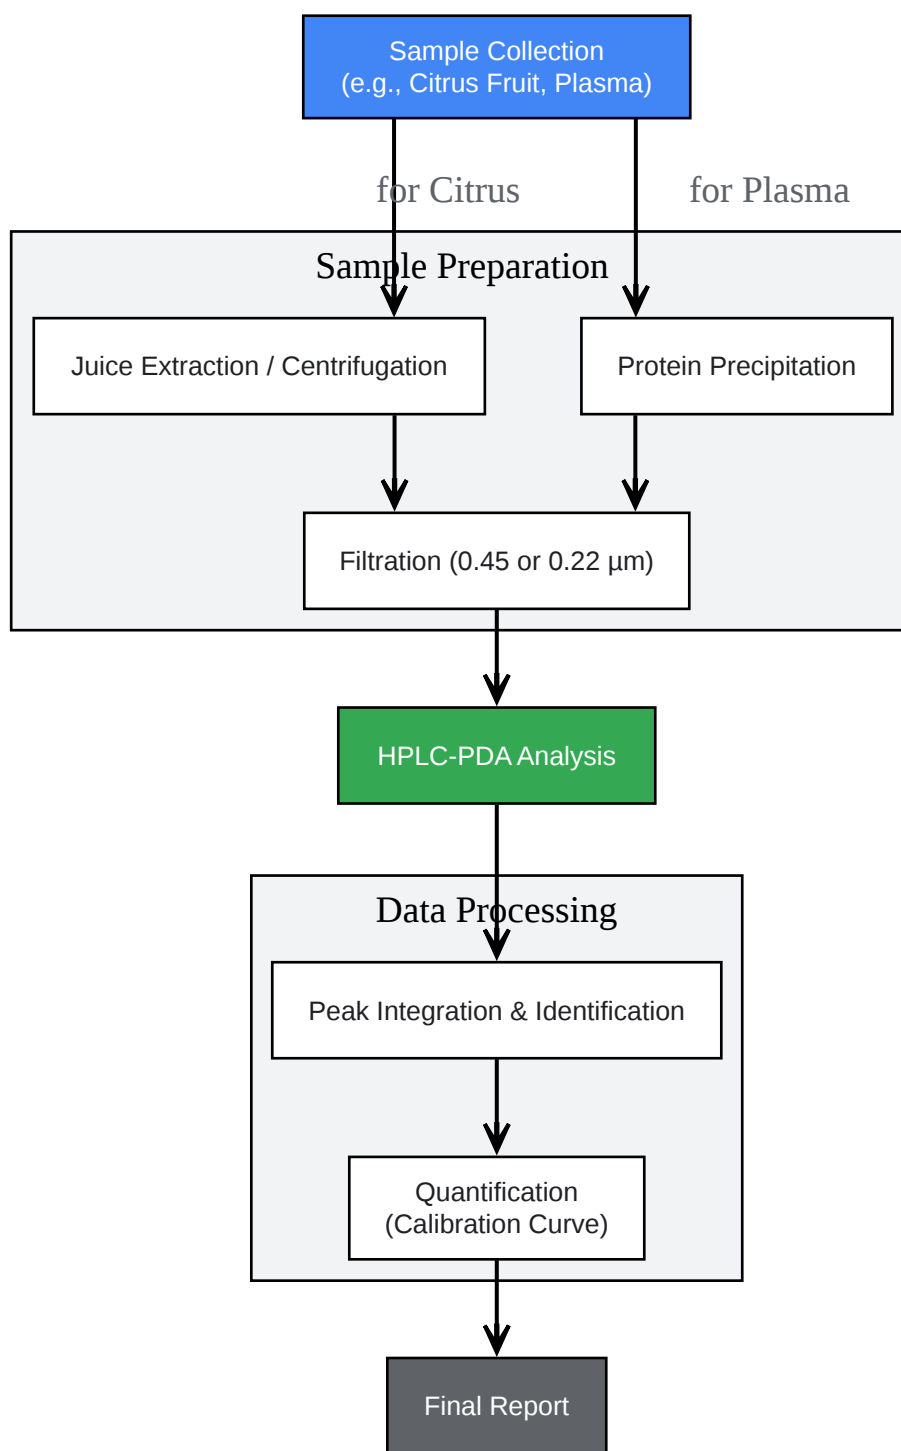 Sample Collection
(e.g., Citrus Fruit, Plasma)
for Citrus
for Plasma
Sample Preparation
Juice Extraction / Centrifugation
Protein Precipitation
Filtration (0.45 or 0.22 µm)
HPLC-PDA Analysis
Data Processing
Peak Integration & Identification
Quantification
(Calibration Curve)
Final Report